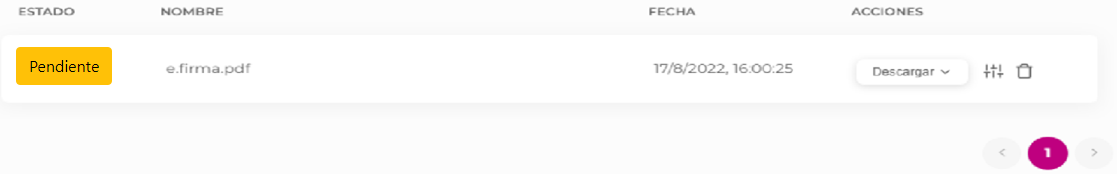 ESTADO NOMBRE FECHA ACCIONES
Pendiente e.firma.pdf 17/8/2022, 16:00:25 Descargar
< 1 >